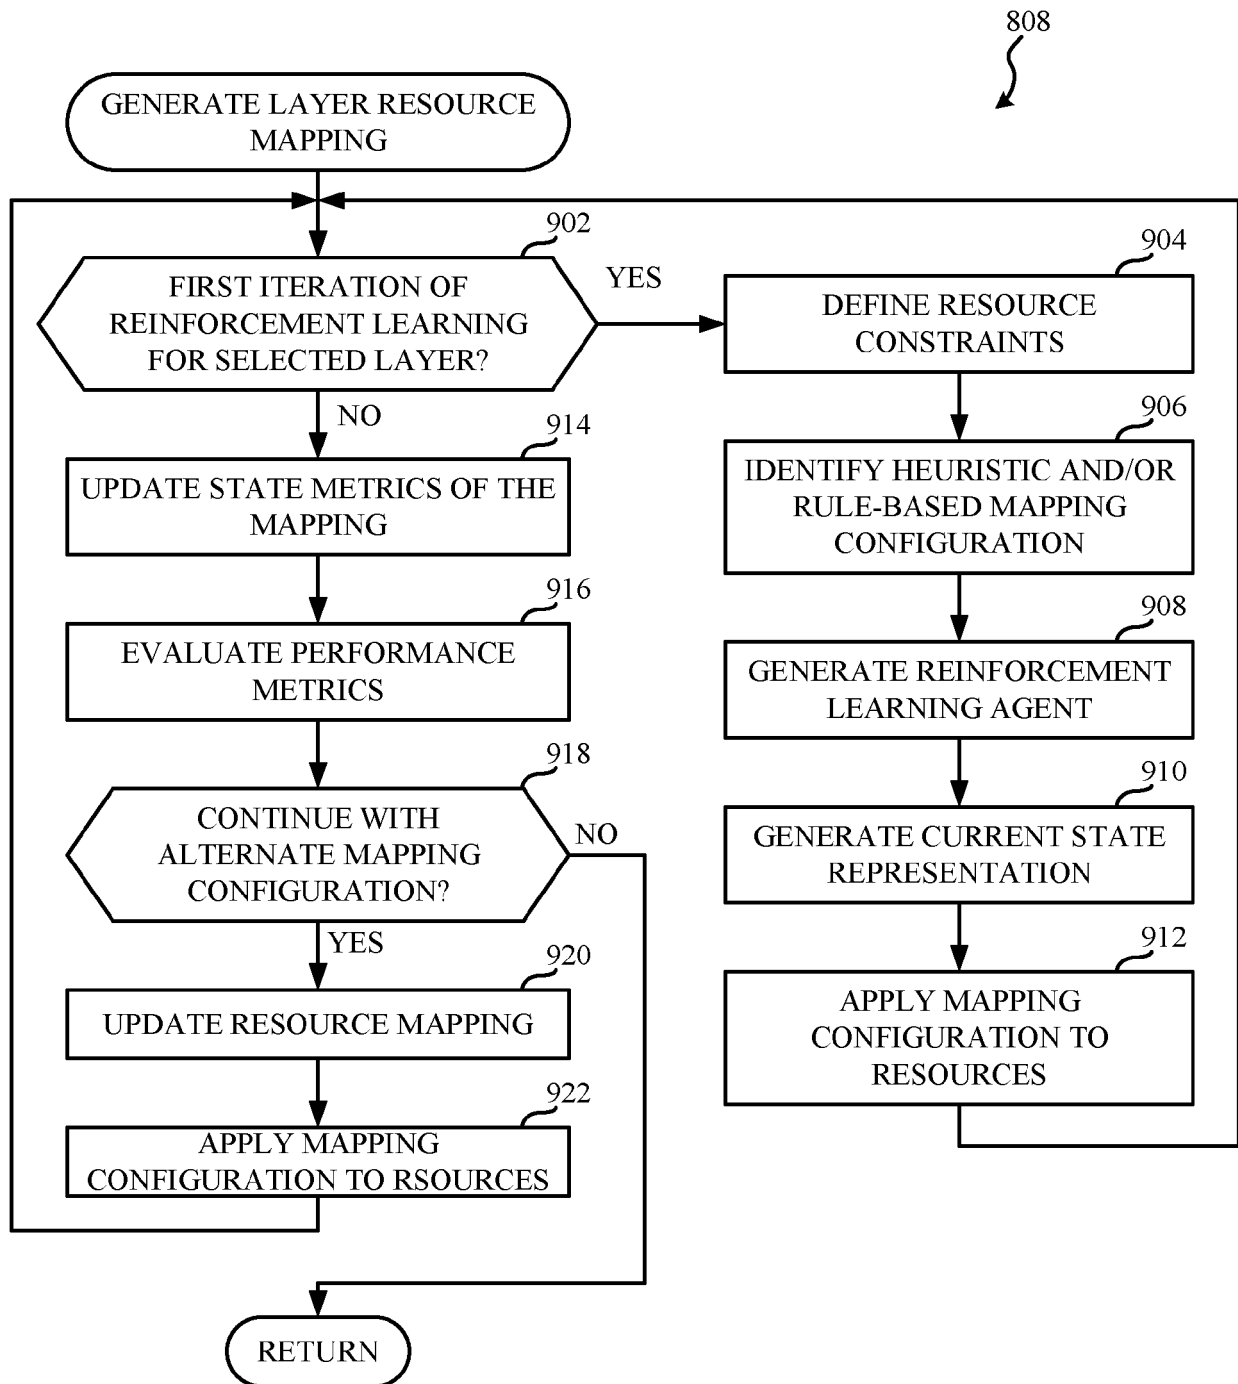 808
GENERATE LAYER RESOURCE
MAPPING
902
FIRST ITERATION OF
REINFORCEMENT LEARNING
FOR SELECTED LAYER?
YES
NO
904
DEFINE RESOURCE
CONSTRAINTS
906
IDENTIFY HEURISTIC AND/OR
RULE-BASED MAPPING
CONFIGURATION
908
GENERATE REINFORCEMENT
LEARNING AGENT
910
GENERATE CURRENT STATE
REPRESENTATION
912
APPLY MAPPING
CONFIGURATION TO
RESOURCES
914
UPDATE STATE METRICS OF THE
MAPPING
916
EVALUATE PERFORMANCE
METRICS
918
CONTINUE WITH
ALTERNATE MAPPING
CONFIGURATION?
NO
YES
920
UPDATE RESOURCE MAPPING
922
APPLY MAPPING
CONFIGURATION TO RSOURCES
RETURN